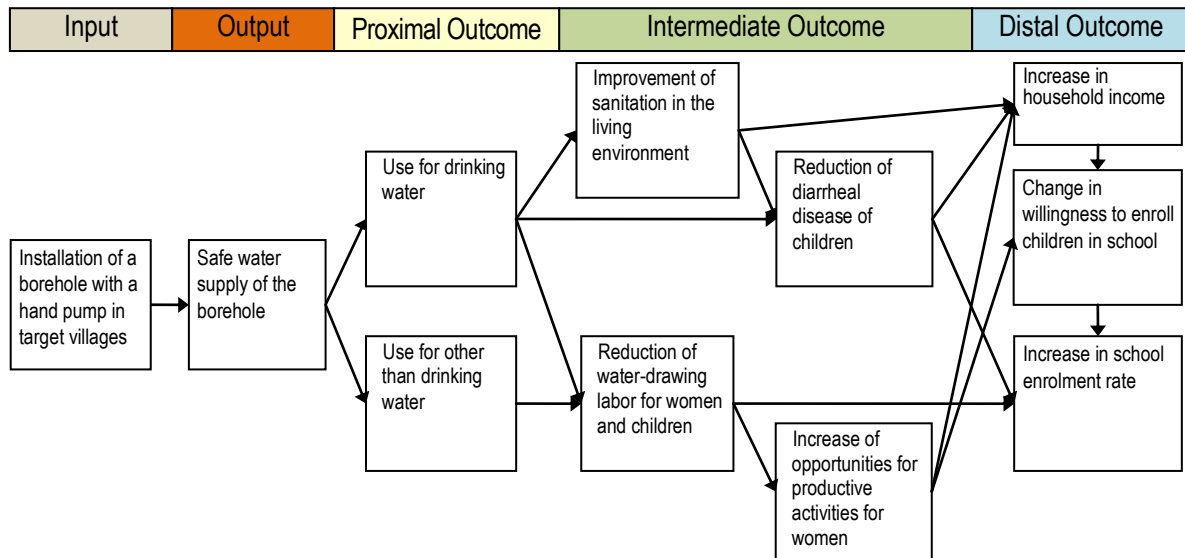 Input
Output
Proximal Outcome
Intermediate Outcome
Distal Outcome
Installation of a
borehole with a
hand pump in
target villages
Safe water
supply of the
borehole
Use for drinking
water
Use for other
than drinking
water
Improvement of
sanitation in the
living
environment
Reduction of
water-drawing
labor for women
and children
Reduction of
diarrheal
disease of
children
Increase of
opportunities for
productive
activities for
women
Increase in
household income
Change in
willingness to enroll
children in school
Increase in school
enrolment rate